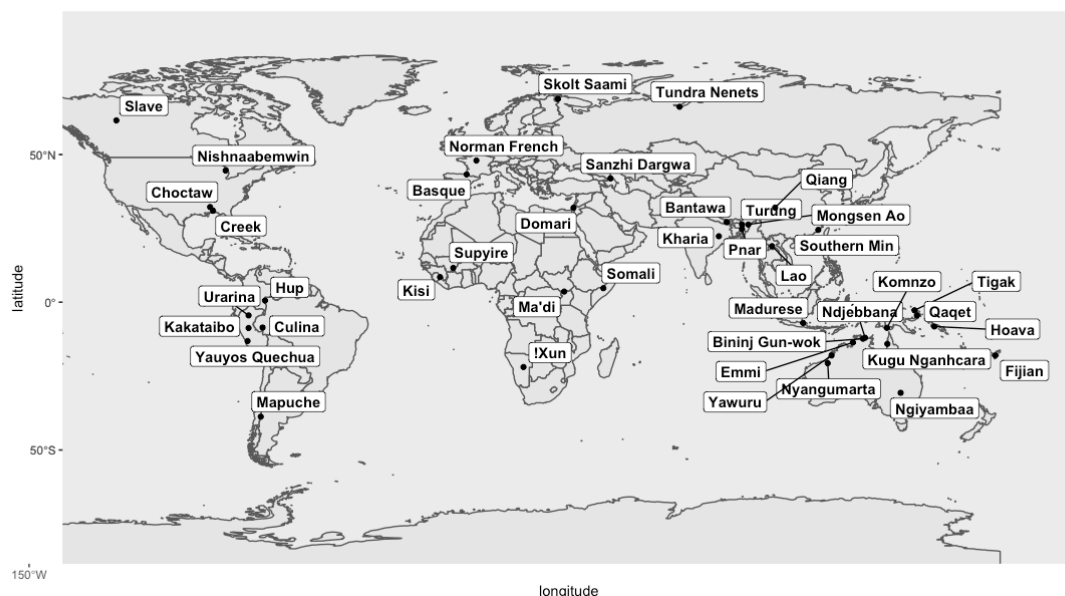 Skolt Saami
Tundra Nenets
Slave
Norman French
50°N
Nishnaabemwin
Sanzhi Dargwa
Qiang
Choctaw
Basque
Bantawa
Turung
Mongsen Ao
Creek
Domari
Kharia
Pnar
Southern Min
Supyire
Lao
Somali
Hup
Kisi
Komnzo
Tigak
Urarina
0°
Ma'di
Madurese
Ndjebbana
Qaqet
Kakataibo
Culina
Hoava
Bininj Gun-wok
!Xun
Yauyos Quechua
Kugu Nganhcara
Emmi
Fijian
Nyangumarta
Mapuche
Yawuru
Ngiyambaa
50°S
150°W
latitude
longitude